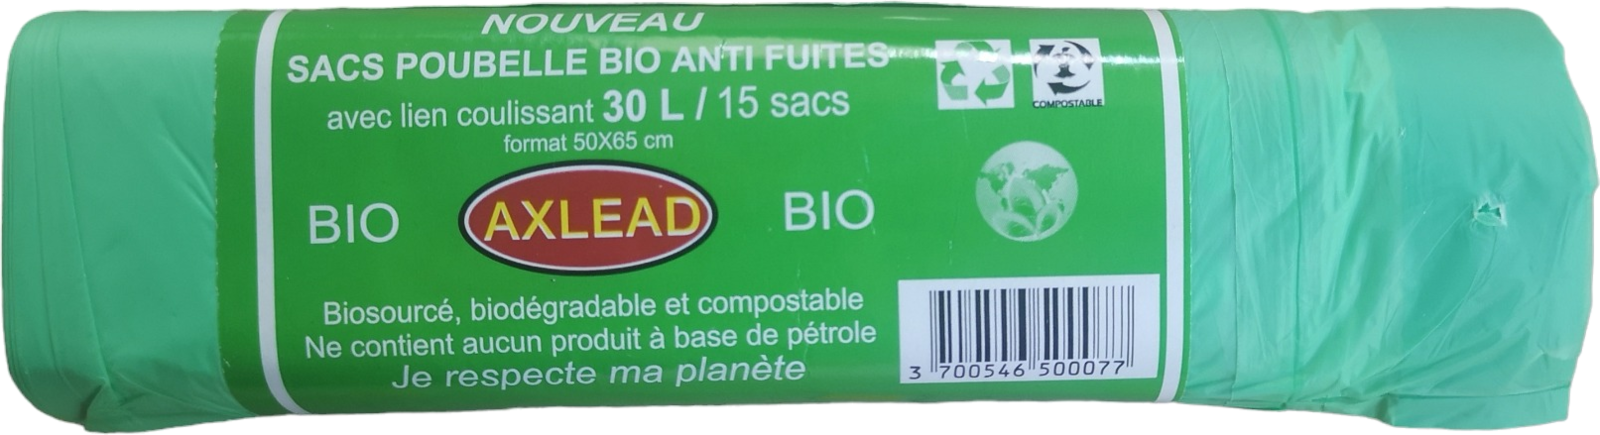 NOUVEAU
SACS POUBELLE BIO ANTI FUITES
avec lien coulissant 30 L / 15 sacs
format 50X65 cm
COMPOSTABLE
BIO AXLEAD BIO
Biosourcé, biodégradable et compostable
Ne contient aucun produit à base de pétrole
Je respecte ma planète
3 700546 500077